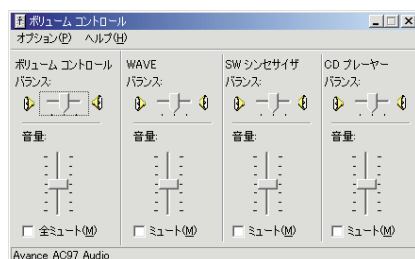 ボリューム コントロール
オプション(P) ヘルプ(H)
ボリューム コントロール
バランス:
音量:
全ミュート(M)
WAVE
バランス:
音量:
ミュート(M)
SW シンセサイザ
バランス:
音量:
ミュート(M)
CD プレーヤー
バランス:
音量:
ミュート(M)
Avance AC97 Audio